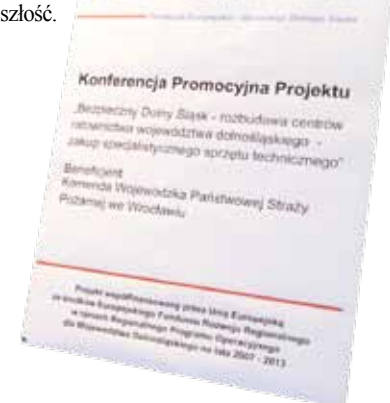 szłość.
Konferencja Promocyjna Projektu
„Bezpieczny Dolny Śląsk - rozbudowa centrów
ratownictwa województwa dolnośląskiego -
zakup specjalistycznego sprzętu technicznego"
Beneficjent
Komenda Wojewódzka Państwowej Straży
Pożarnej we Wrocławiu
Projekt współfinansowany przez Unię Europejską
ze środków Europejskiego Funduszu Rozwoju Regionalnego
w ramach Regionalnego Programu Operacyjnego
dla Województwa Dolnośląskiego na lata 2007 - 2013